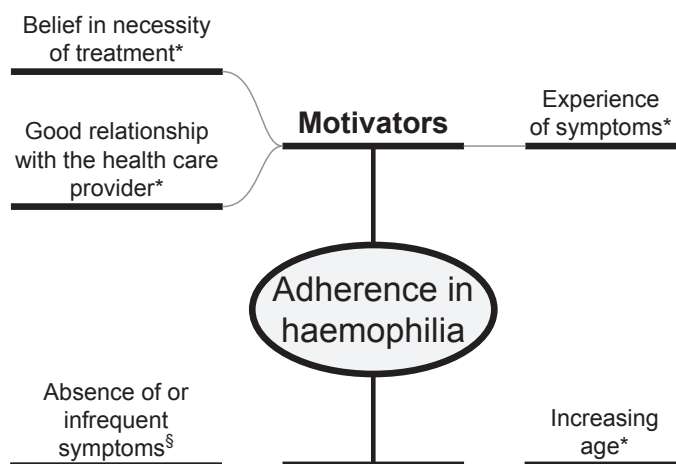 Belief in necessity
of treatment*
Good relationship
with the health care
provider*
Motivators
Experience
of symptoms*
Adherence in
haemophilia
Absence of or
infrequent
symptoms§
Increasing
age*